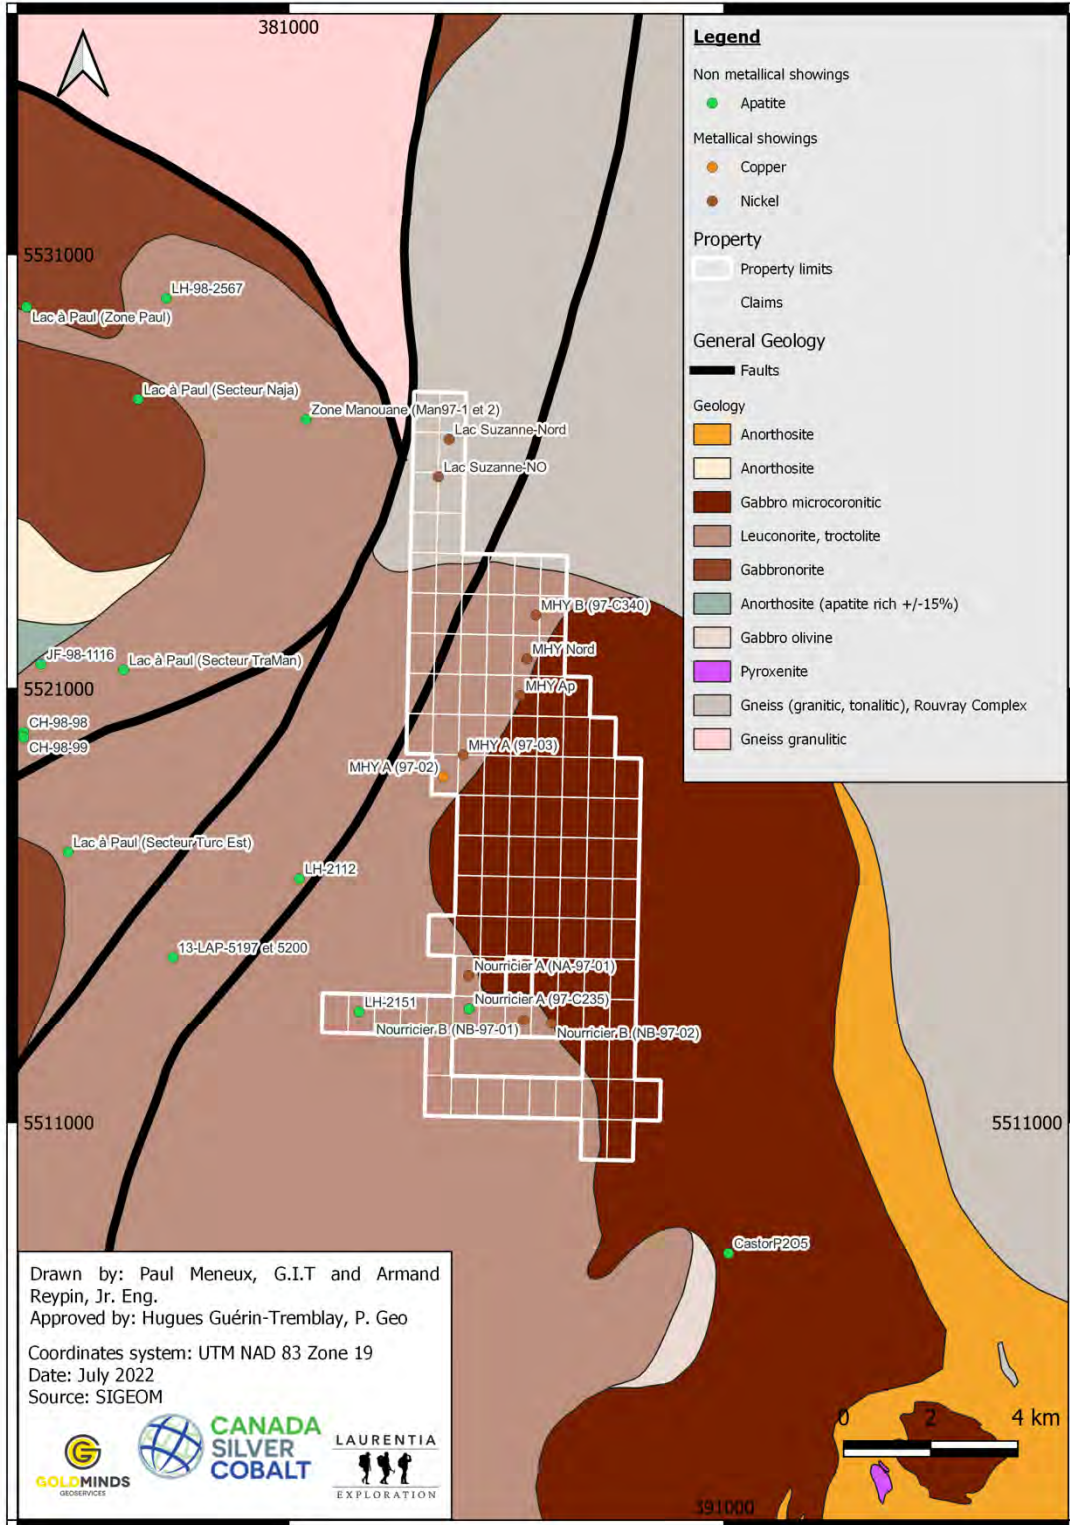 381000
Legend
Non metallical showings
Apatite
Metallical showings
Copper
Nickel
Property
Property limits
Claims
General Geology
Faults
Geology
Anorthosite
Anorthosite
Gabbro microcoronitic
Leuconorite, troctolite
Gabbronorite
Anorthosite (apatite rich +/-15%)
Gabbro olivine
Pyroxenite
Gneiss (granitic, tonalitic), Rouvray Complex
Gneiss granulitic
5531000
LH-98-2567
Lac à Paul (Zone Paul)
Lac à Paul (Secteur Naja)
Zone Manouane (Man97-1 et 2)
Lac Suzanne-Nord
Lac Suzanne-NO
MHY B (97-C340)
MHY Nord
JF-98-1116
Lac à Paul (Secteur TraMan)
5521000
MHY Ap
CH-98-98
CH-98-99
MHY A (97-03)
MHY A (97-02)
Lac à Paul (Secteur Turc Est)
LH-2112
13-LAP-5197 et 5200
Nourricier A (NA-97-01)
LH-2151
Nourricier A (97-C235)
Nourricier B (NB-97-01)
Nourricier B (NB-97-02)
5511000
5511000
CastorP2O5
Drawn by: Paul Meneux, G.I.T and Armand
Reypin, Jr. Eng.
Approved by: Hugues Guérin-Tremblay, P. Geo
Coordinates system: UTM NAD 83 Zone 19
Date: July 2022
Source: SIGEOM
GOLDMINDS
GEOSERVICES
CANADA
SILVER
COBALT
LAURENTIA
EXPLORATION
0 2 4 km
391000